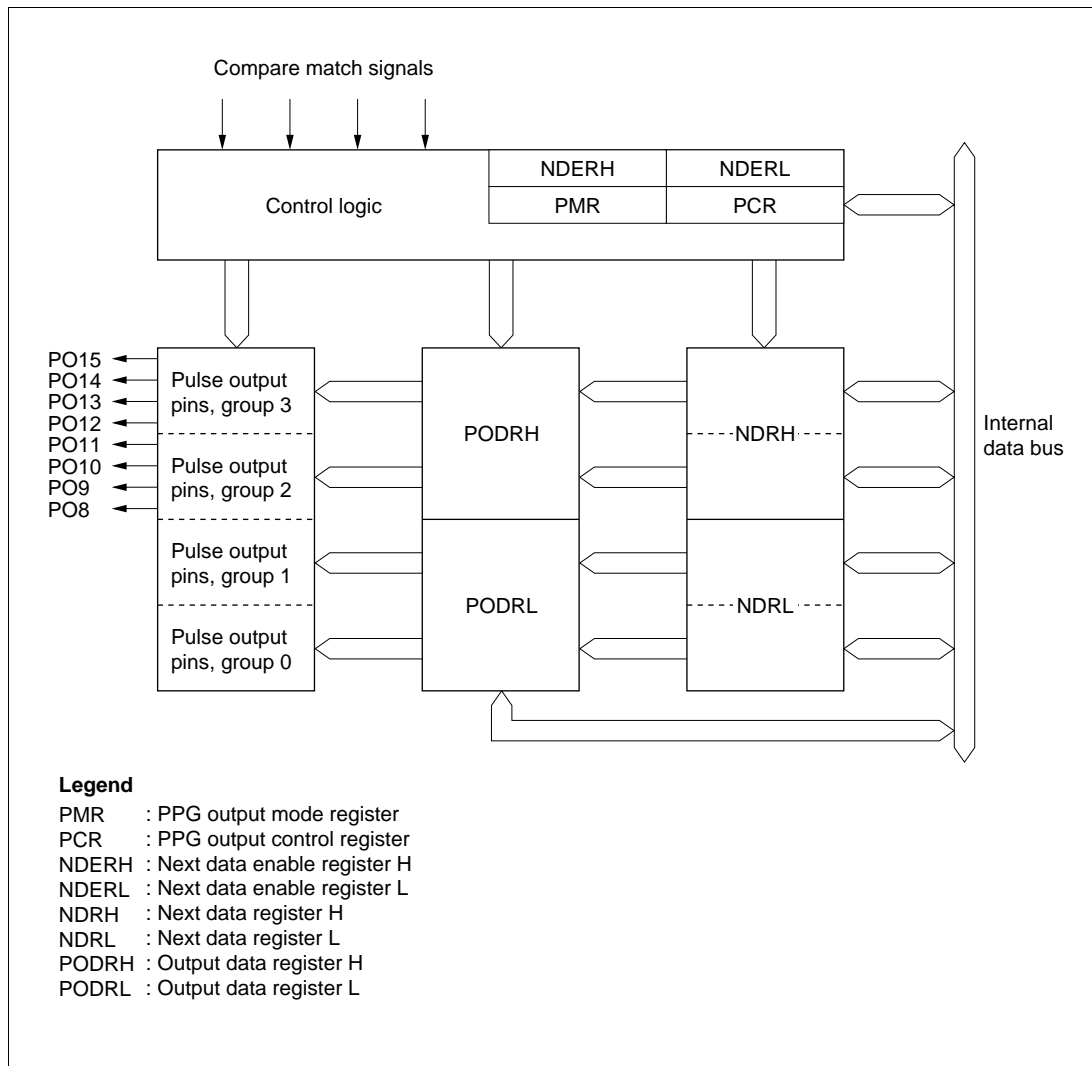 Compare match signals
NDERH NDERL
Control logic PMR PCR
PO15
PO14
PO13
PO12
PO11
PO10
PO9
PO8
Pulse output
pins, group 3
Pulse output
pins, group 2
Pulse output
pins, group 1
Pulse output
pins, group 0
PODRH
PODRL
NDRH
NDRL
Internal
data bus
Legend
PMR : PPG output mode register
PCR : PPG output control register
NDERH : Next data enable register H
NDERL : Next data enable register L
NDRH : Next data register H
NDRL : Next data register L
PODRH : Output data register H
PODRL : Output data register L